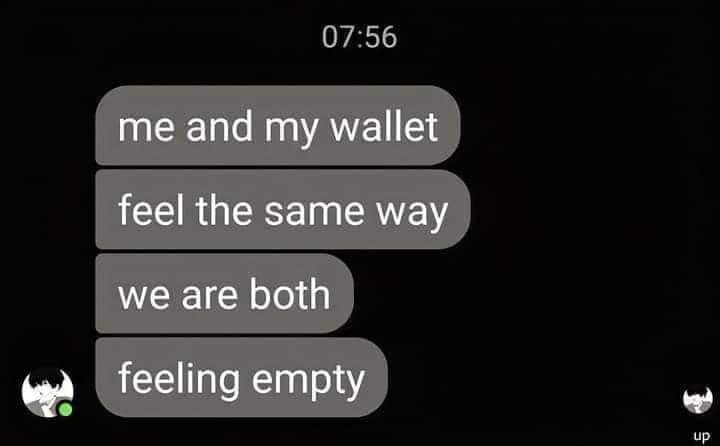 07:56
me and my wallet
feel the same way
we are both
feeling empty
up